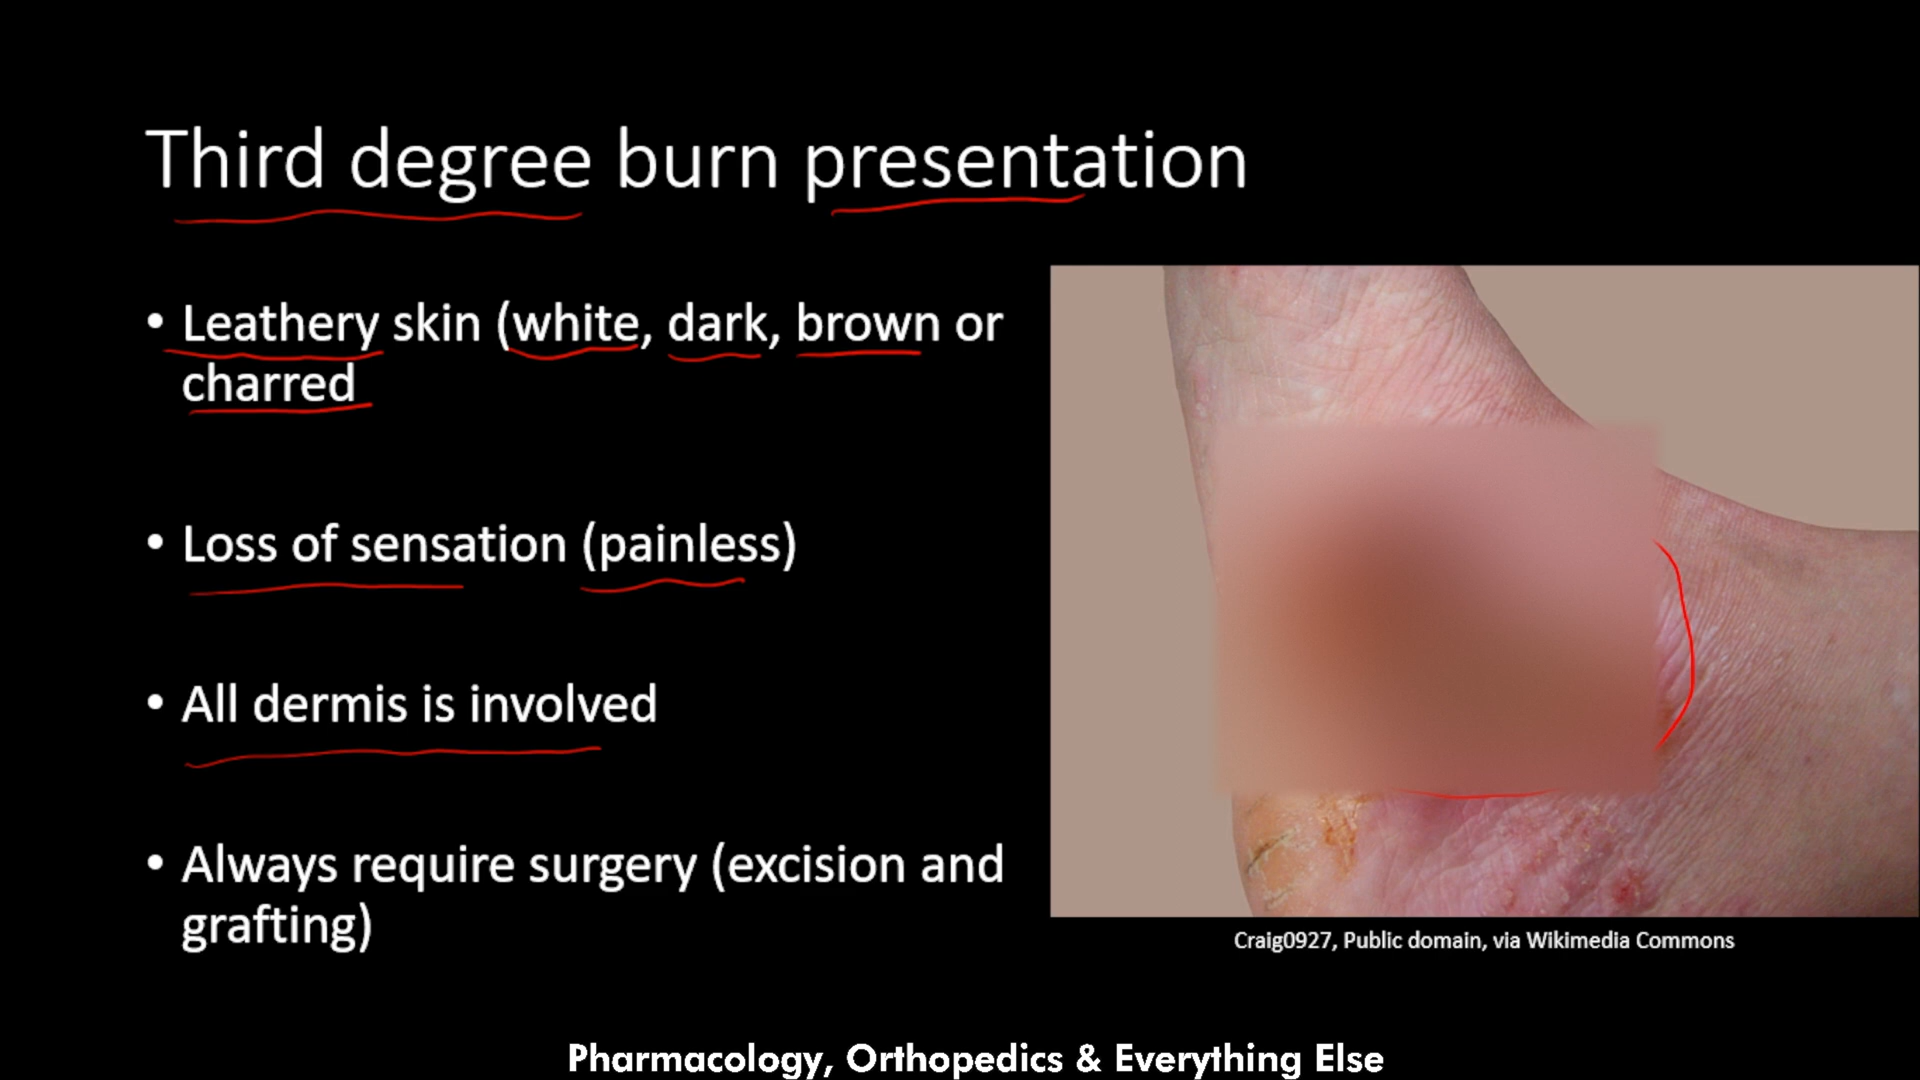 Third degree burn presentation
• Leathery skin (white, dark, brown or
charred
• Loss of sensation (painless)
• All dermis is involved
• Always require surgery (excision and
grafting)
Craig0927, Public domain, via Wikimedia Commons
Pharmacology, Orthopedics & Everything Else